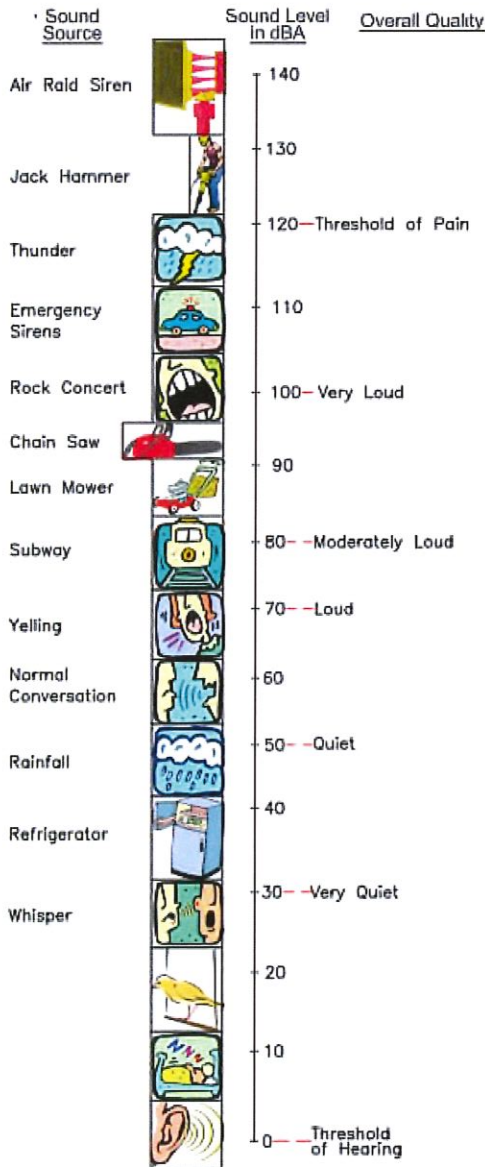 Sound
Source
Sound Level
in dBA
Overall Quality
Air Raid Siren
140
130
Jack Hammer
120
Threshold of Pain
Thunder
110
Emergency
Sirens
Rock Concert
100
Very Loud
Chain Saw
90
Lawn Mower
Subway
80
Moderately Loud
70
Loud
Yelling
Normal
Conversation
60
50
Quiet
Rainfall
40
Refrigerator
30
Very Quiet
Whisper
20
10
NNN
0
Threshold
of Hearing